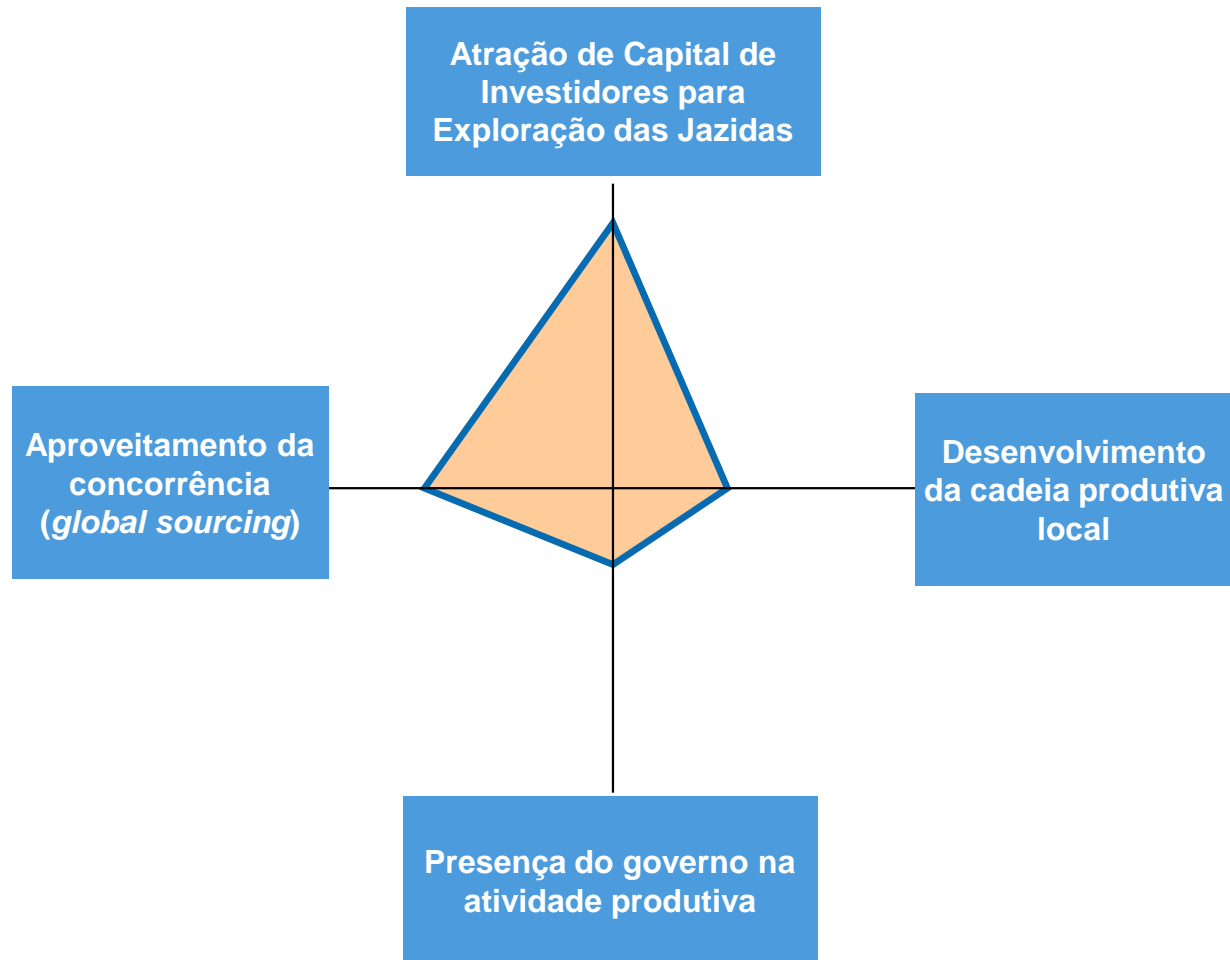 Atração de Capital de
Investidores para
Exploração das Jazidas
Aproveitamento da
concorrência
(global sourcing)
Desenvolvimento
da cadeia produtiva
local
Presença do governo na
atividade produtiva